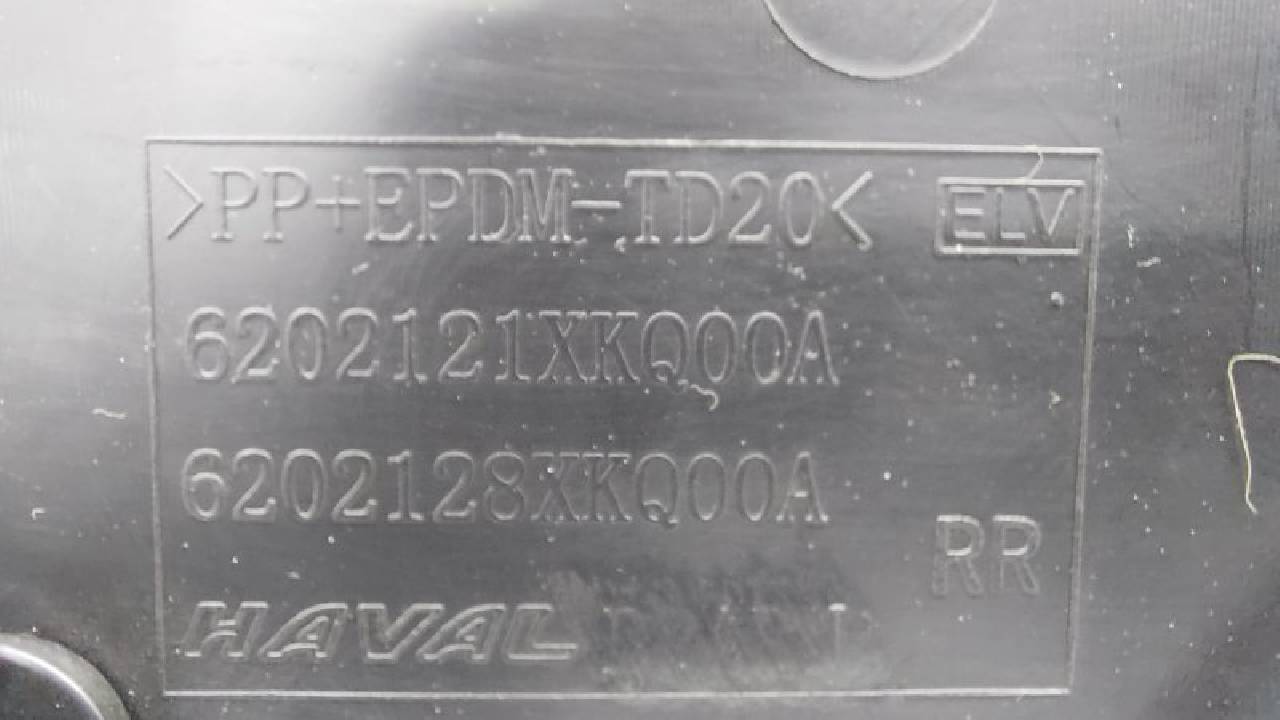 >PP+EPDM-TD20< ELV
6202121XKQ00A
6202128XKQ00A
RR
HAVAL